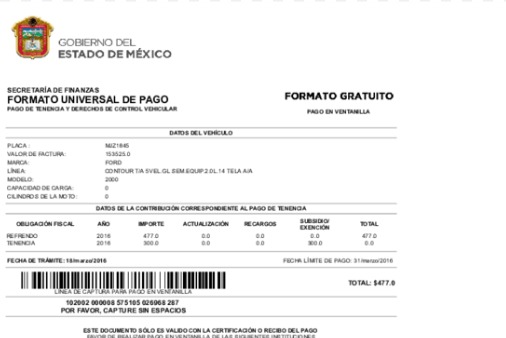 GOBIERNO DEL
ESTADO DE MÉXICO
SECRETARÍA DE FINANZAS
FORMATO UNIVERSAL DE PAGO
PAGO DE TENENCIA Y DERECHOS DE CONTROL VEHICULAR
FORMATO GRATUITO
PAGO EN VENTANILLA
DATOS DEL VEHÍCULO
PLACA :
VALOR DE FACTURA: 153525.0
MARCA: FORD
LÍNEA: CONTOUR T/A 5VEL.GL SEM.EQUIP.2.0L.14 TELA A/A
MODELO: 2000
CAPACIDAD DE CARGA: 0
CILINDROS DE LA MOTO: 0
DATOS DE LA CONTRIBUCIÓN CORRESPONDIENTE AL PAGO DE TENENCIA
OBLIGACIÓN FISCAL AÑO IMPORTE ACTUALIZACIÓN RECARGOS SUBSIDIO/ EXENCIÓN TOTAL
REFRENDO 2016 477.0 0.0 0.0 0.0 477.0
TENENCIA 2016 300.0 0.0 0.0 300.0 0.0
FECHA DE TRÁMITE: 18/marzo/2016 FECHA LÍMITE DE PAGO: 31/marzo/2016
LÍNEA DE CAPTURA PARA PAGO EN VENTANILLA
TOTAL: $477.0
102002 000008 575105 026968 287
POR FAVOR, CAPTURE SIN ESPACIOS
ESTE DOCUMENTO SÓLO ES VALIDO CON LA CERTIFICACIÓN O RECIBO DEL PAGO
FAVOR DE REALIZAR PAGO EN VENTANILLA DE LAS SIGUIENTES INSTITUCIONES